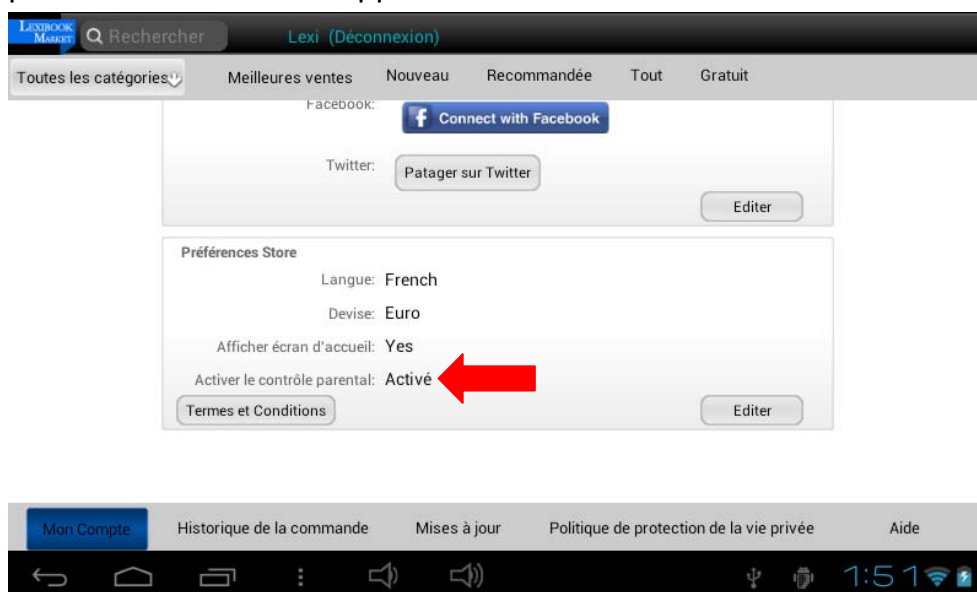 LEXIBOOK
MARKET
Rechercher
Lexi (Déconnexion)
Toutes les catégories
Meilleures ventes
Nouveau
Recommandée
Tout
Gratuit
Facebook:
f Connect with Facebook
Twitter:
Patager sur Twitter
Editer
Préférences Store
Langue: French
Devise: Euro
Afficher écran d'accueil: Yes
Activer le contrôle parental: Activé
Termes et Conditions
Editer
Mon Compte
Historique de la commande
Mises à jour
Politique de protection de la vie privée
Aide
1:51